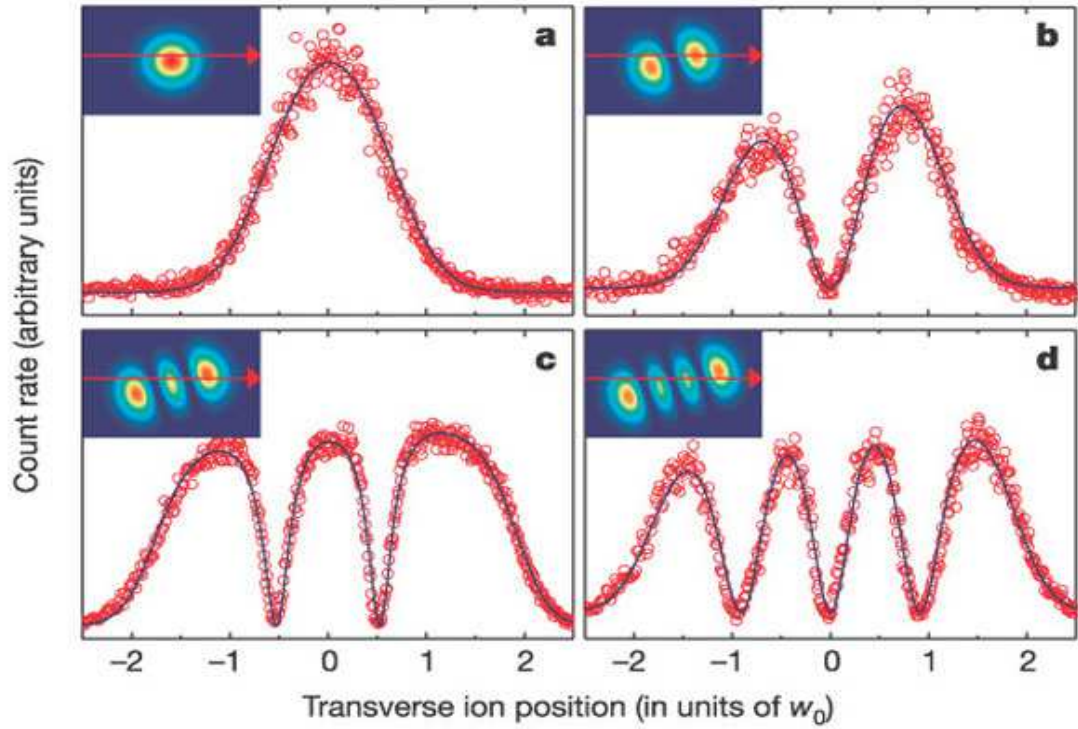 a
b
Count rate (arbitrary units)
c
d
−2 −1 0 1 2 −2 −1 0 1 2
Transverse ion position (in units of w0)